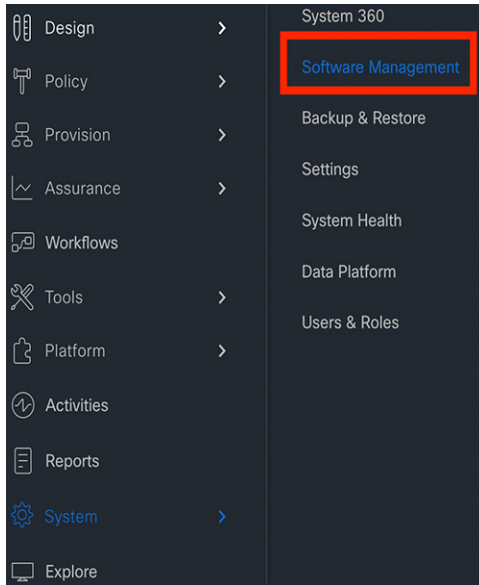 Design
Policy
Provision
Assurance
Workflows
Tools
Platform
Activities
Reports
System
Explore
System 360
Software Management
Backup & Restore
Settings
System Health
Data Platform
Users & Roles